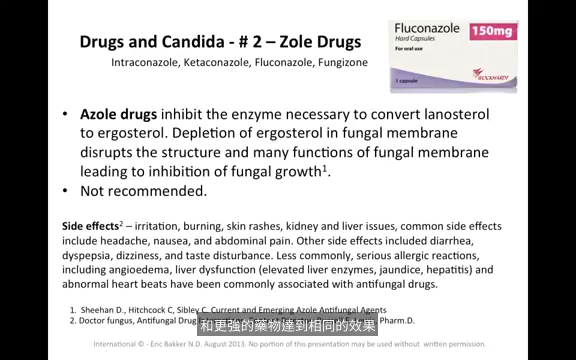 Drugs and Candida - # 2 – Zole Drugs
Intraconazole, Ketaconazole, Fluconazole, Fungizone
Fluconazole 150mg
Hard Capsules
For oral use
1 capsule
WOCKHARDT
• Azole drugs inhibit the enzyme necessary to convert lanosterol
to ergosterol. Depletion of ergosterol in fungal membrane
disrupts the structure and many functions of fungal membrane
leading to inhibition of fungal growth1.
• Not recommended.
Side effects2 – irritation, burning, skin rashes, kidney and liver issues, common side effects
include headache, nausea, and abdominal pain. Other side effects included diarrhea,
dyspepsia, dizziness, and taste disturbance. Less commonly, serious allergic reactions,
including angioedema, liver dysfunction (elevated liver enzymes, jaundice, hepatitis) and
abnormal heart beats have been commonly associated with antifungal drugs.
1. Sheehan D., Hitchcock C, Sibley C. Current and Emerging Azole Antifungal Agents
2. Doctor fungus, Antifungal Drug Pharm.D.
和更強的藥物達到相同的效果
International © - Eric Bakker N.D. August 2013. No portion of this presentation may be used without written permission.